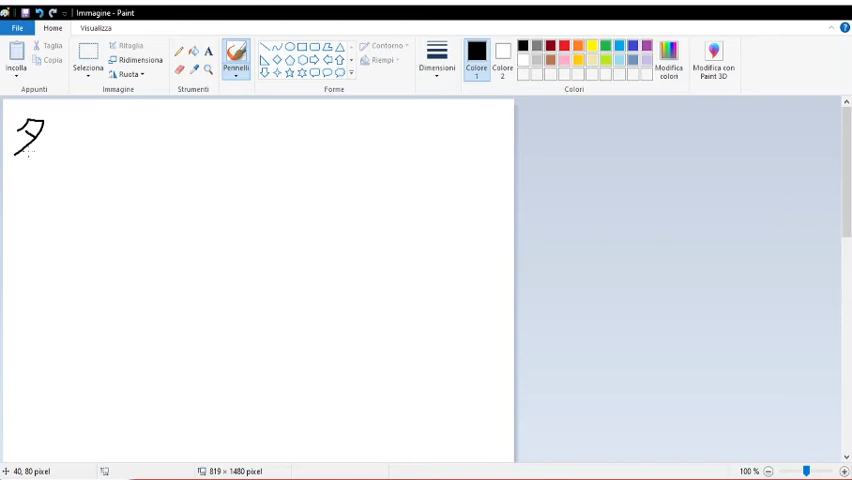 Immagine - Paint
File Home Visualizza
Incolla Taglia Copia Appunti
Seleziona Ritaglia Ridimensiona Ruota Immagine
A Strumenti
Pennelli
Contorno Riempi Forme
Dimensioni
Colore 1 Colore 2 Modifica colori Colori
Modifica con Paint 3D
タ
40, 80 pixel 819 × 1480 pixel 100 %